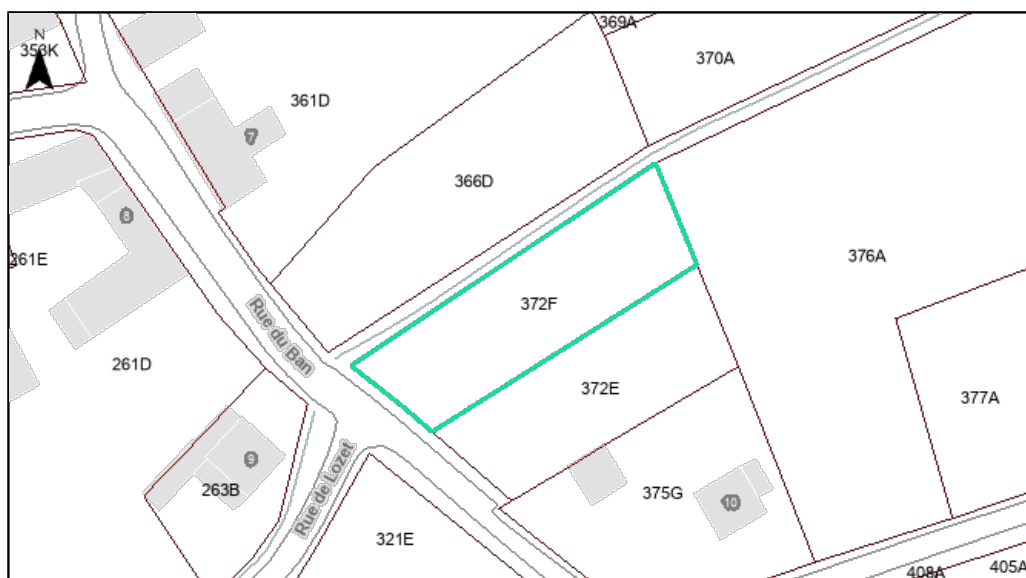 369A
N
353K
370A
361D
7
366D
8
261E
376A
372F
Rue du Ban
261D
372E
377A
9
263B
Rue de Lozet
375G
10
321E
408A
405A